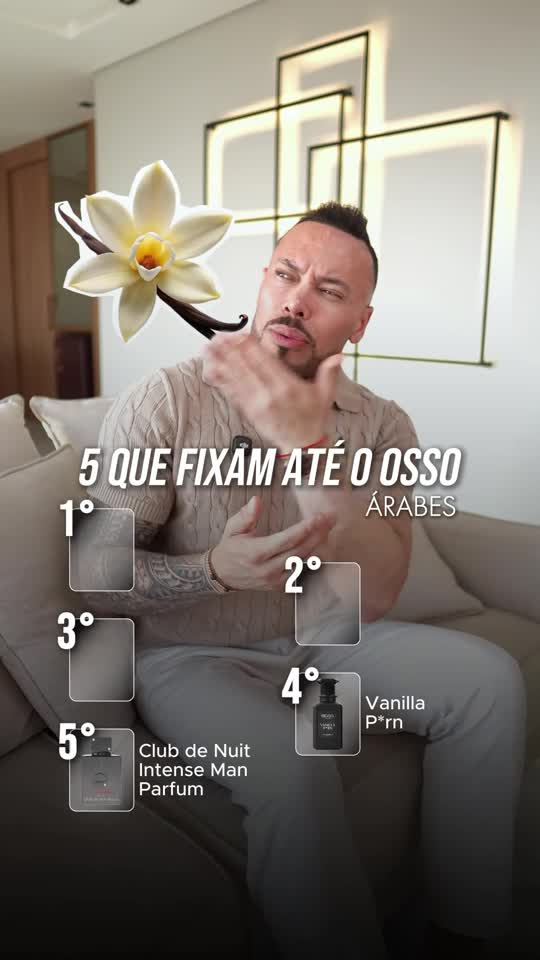 5 QUE FIXAM ATÉ O OSSO
ÁRABES
1°
2°
3°
4°
Vanilla
P*rn
5°
Club de Nuit
Intense Man
Parfum